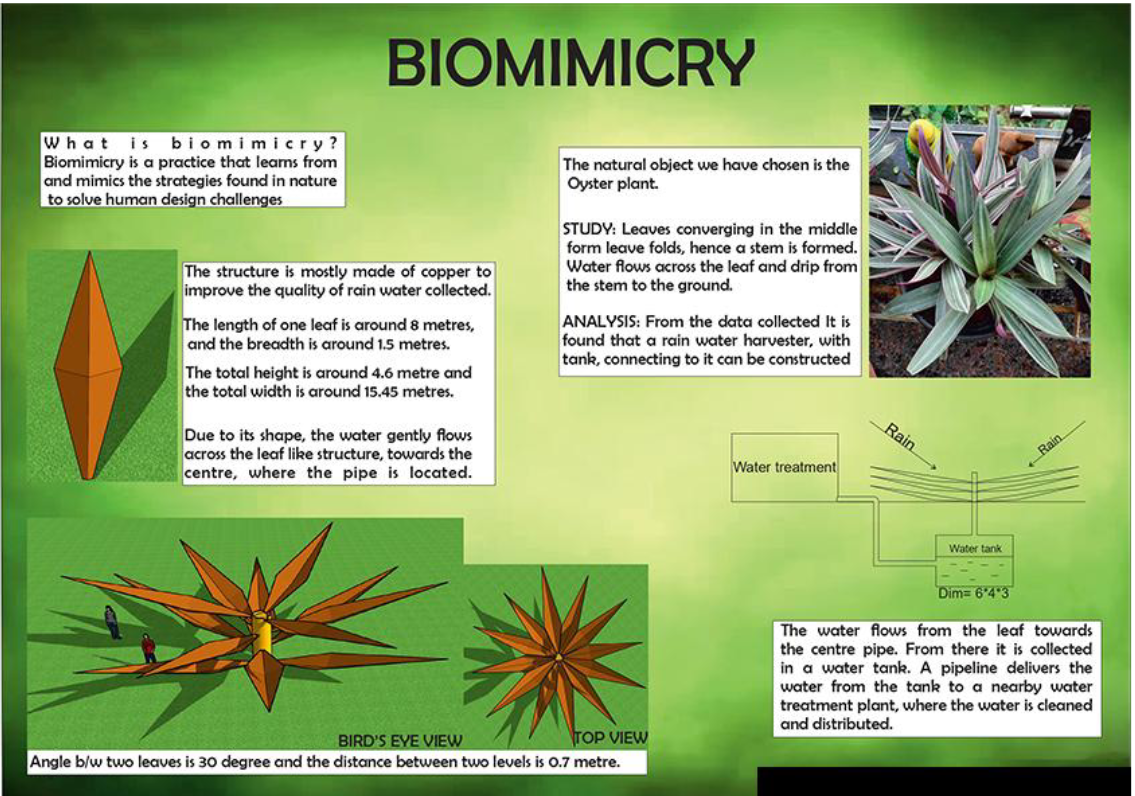 BIOMIMICRY
What is biomimicry?
Biomimicry is a practice that learns from
and mimics the strategies found in nature
to solve human design challenges
The natural object we have chosen is the
Oyster plant.
STUDY: Leaves converging in the middle
form leave folds, hence a stem is formed.
Water flows across the leaf and drip from
the stem to the ground.
ANALYSIS: From the data collected It is
found that a rain water harvester, with
tank, connecting to it can be constructed
The structure is mostly made of copper to
improve the quality of rain water collected.
The length of one leaf is around 8 metres,
and the breadth is around 1.5 metres.
The total height is around 4.6 metre and
the total width is around 15.45 metres.
Due to its shape, the water gently flows
across the leaf like structure, towards the
centre, where the pipe is located.
Rain
Rain
Water treatment
Water tank
Dim= 6*4*3
The water flows from the leaf towards
the centre pipe. From there it is collected
in a water tank. A pipeline delivers the
water from the tank to a nearby water
treatment plant, where the water is cleaned
and distributed.
BIRD'S EYE VIEW
TOP VIEW
Angle b/w two leaves is 30 degree and the distance between two levels is 0.7 metre.